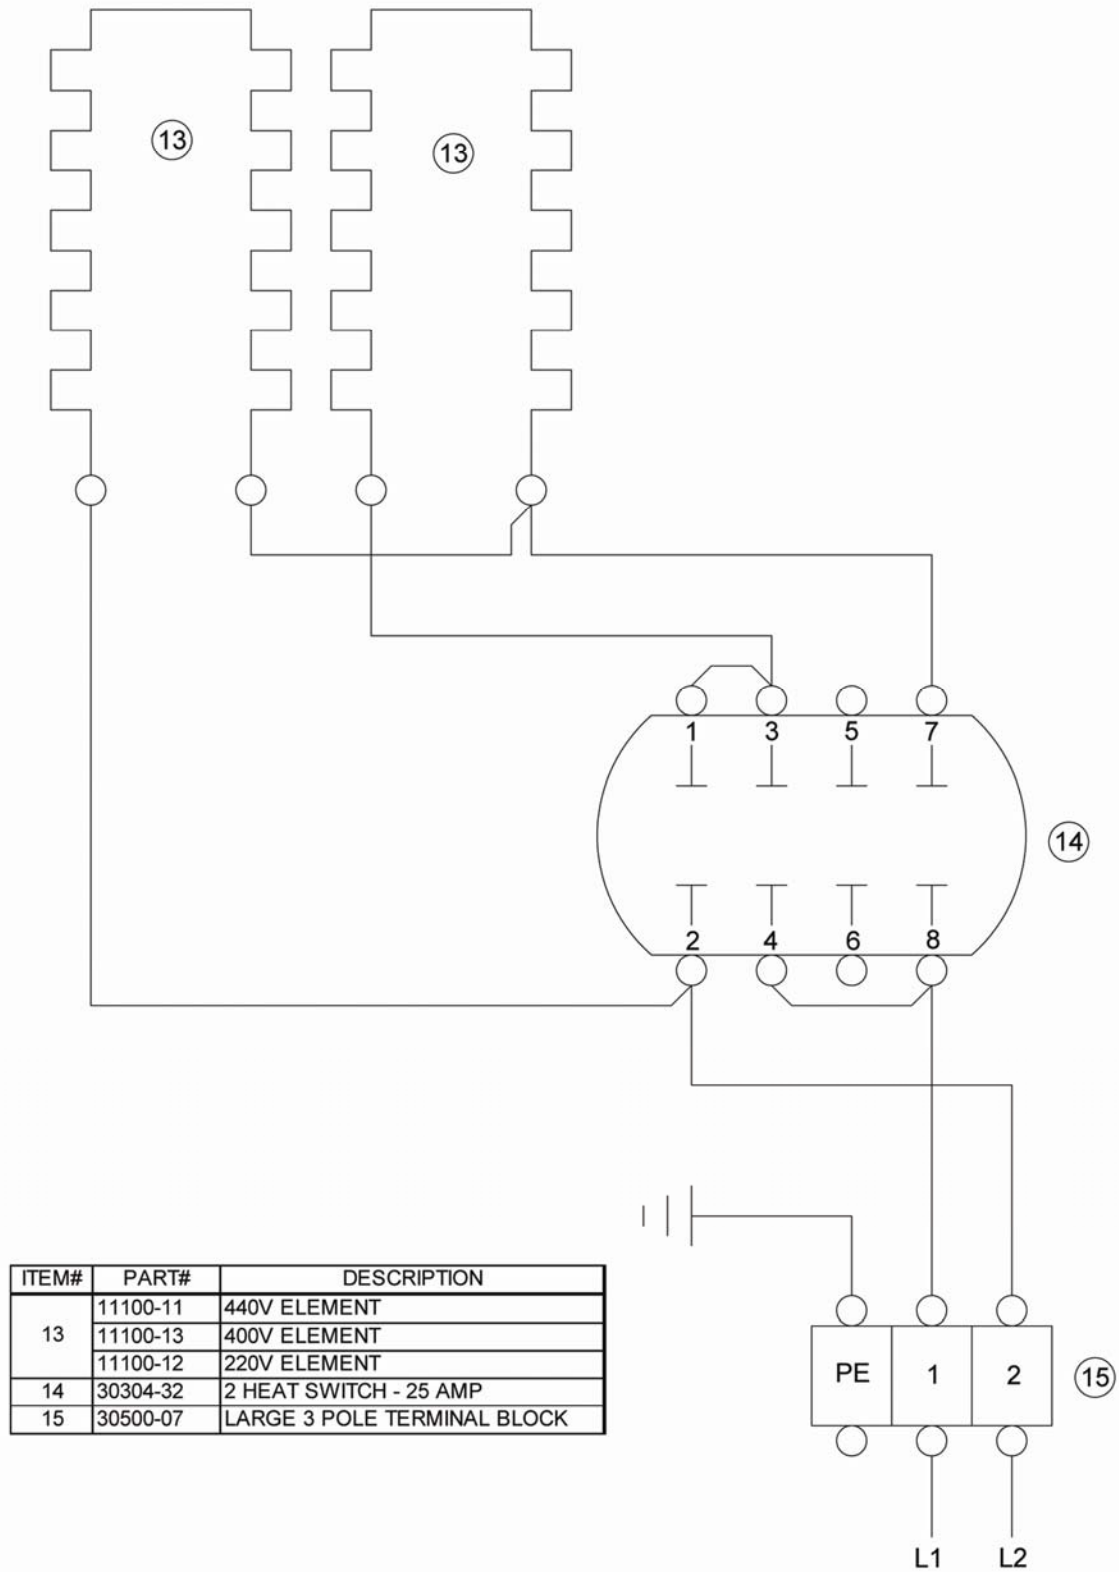 13
13
1 3 5 7
14
2 4 6 8
ITEM# PART# DESCRIPTION
13 11100-11 440V ELEMENT
11100-13 400V ELEMENT
11100-12 220V ELEMENT
14 30304-32 2 HEAT SWITCH - 25 AMP
15 30500-07 LARGE 3 POLE TERMINAL BLOCK
PE 1 2
15
L1 L2